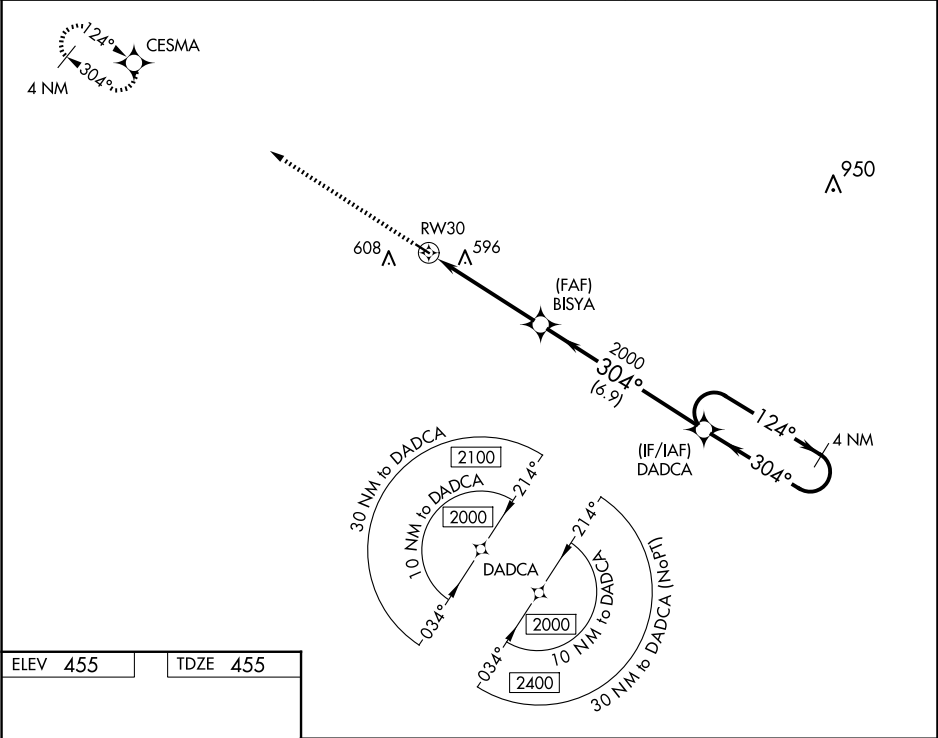 124°
CESMA
304°
4 NM
950
RW30
608
596
(FAF)
BISYA
2000
304°
(6.9)
124°
4 NM
(IF/IAF)
DADCA
304°
30 NM to DADCA
2100
214°
10 NM to DADCA
2000
034°
DADCA
214°
2000
10 NM to DADCA
034°
2400
30 NM to DADCA (NoPT)
ELEV 455
TDZE 455